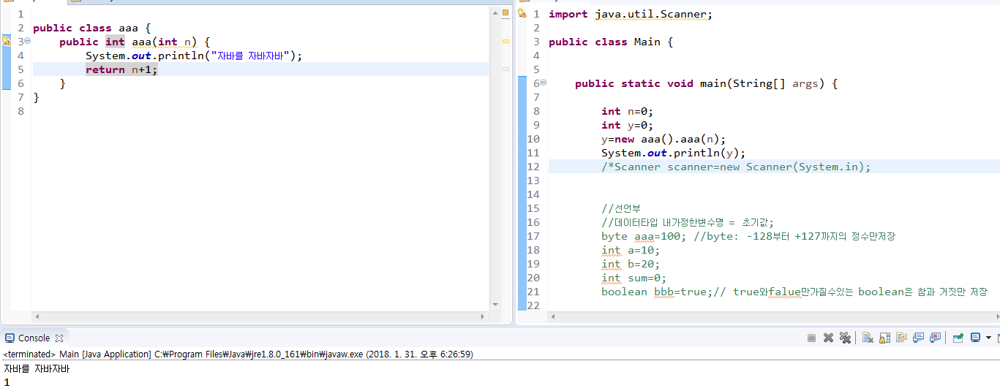 1
2 public class aaa {
3 public int aaa(int n) {
4 System.out.println("자바를 자바자바");
5 return n+1;
6 }
7 }
8
1 import java.util.Scanner;
2
3 public class Main {
4
5
6 public static void main(String[] args) {
7
8 int n=0;
9 int y=0;
10 y=new aaa().aaa(n);
11 System.out.println(y);
12 /*Scanner scanner=new Scanner(System.in);
13
14
15 //선언부
16 //데이터타입 내가정한변수명 = 초기값;
17 byte aaa=100; //byte: -128부터 +127까지의 정수만저장
18 int a=10;
19 int b=20;
20 int sum=0;
21 boolean bbb=true;// true와falue만가질수있는 boolean은 참과 거짓만 저장
22
Console
<terminated> Main [Java Application] C:₩Program Files₩Java₩jre1.8.0_161₩bin₩javaw.exe (2018. 1. 31. 오후 6:26:59)
자바를 자바자바
1